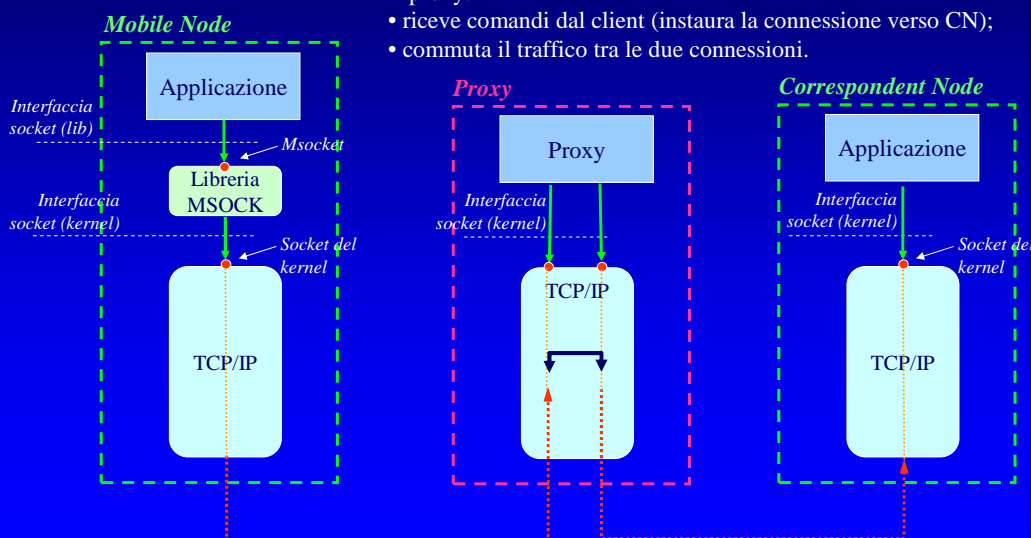 • riceve comandi dal client (instaura la connessione verso CN);
• commuta il traffico tra le due connessioni.
Mobile Node
Applicazione
Interfaccia
socket (lib)
Msocket
Libreria
MSOCK
Interfaccia
socket (kernel)
Socket del
kernel
TCP/IP
Proxy
Proxy
Interfaccia
socket (kernel)
TCP/IP
Correspondent Node
Applicazione
Interfaccia
socket (kernel)
Socket del
kernel
TCP/IP